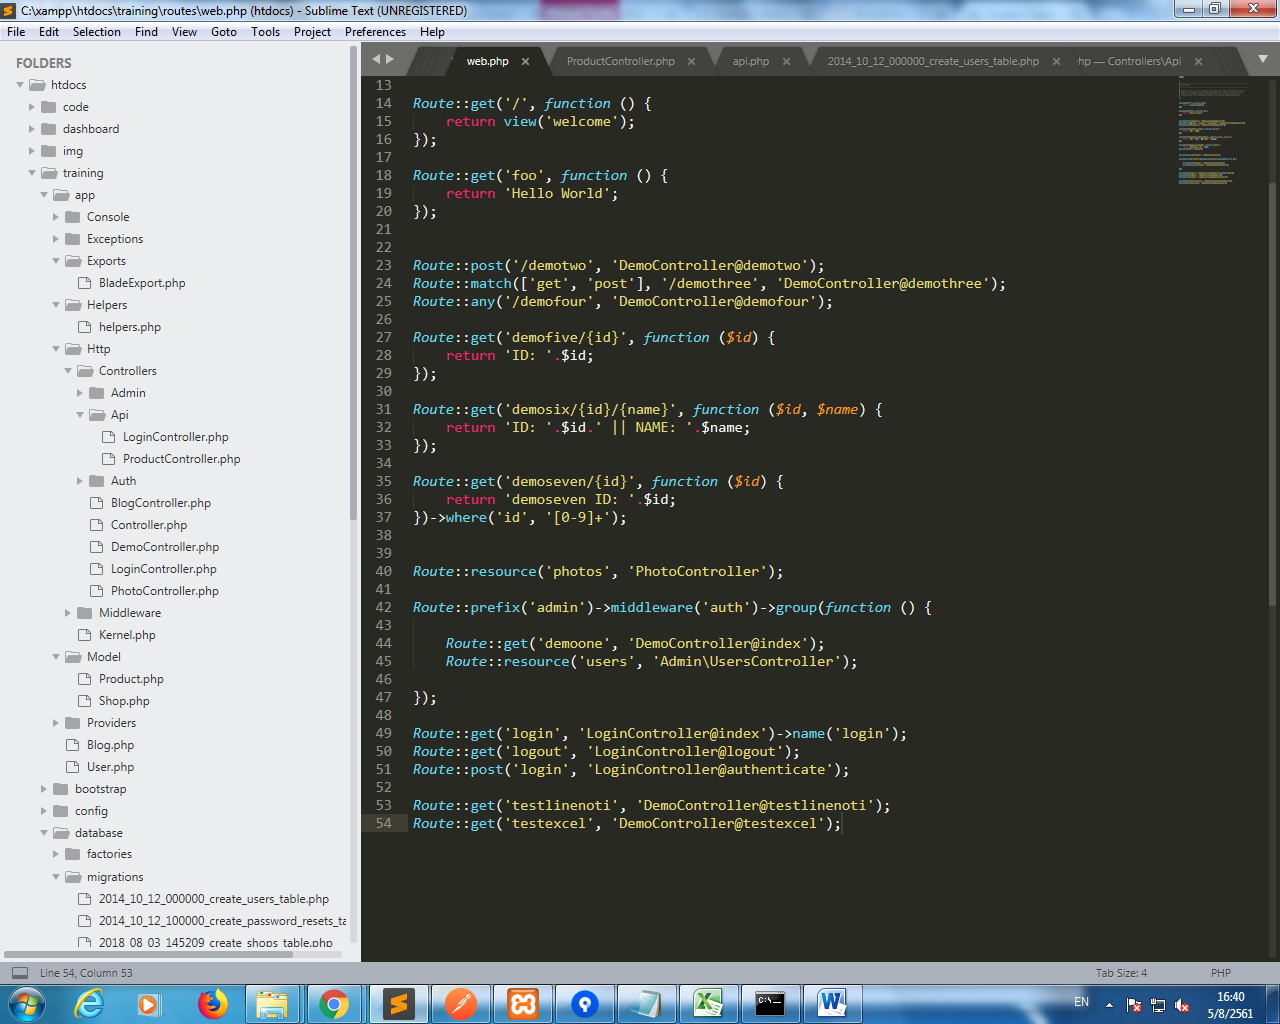 C:\xampp\htdocs\training\routes\web.php (htdocs) - Sublime Text (UNREGISTERED)
File Edit Selection Find View Goto Tools Project Preferences Help
FOLDERS
htdocs
code
dashboard
img
training
app
Console
Exceptions
Exports
BladeExport.php
Helpers
helpers.php
Http
Controllers
Admin
Api
LoginController.php
ProductController.php
Auth
BlogController.php
Controller.php
DemoController.php
LoginController.php
PhotoController.php
Middleware
Kernel.php
Model
Product.php
Shop.php
Providers
Blog.php
User.php
bootstrap
config
database
factories
migrations
2014_10_12_000000_create_users_table.php
2014_10_12_100000_create_password_resets_ta
2018_08_03_145209_create_shops_table.php
web.php ProductController.php api.php 2014_10_12_000000_create_users_table.php hp — Controllers\Api
13
14 Route::get('/', function () {
15 return view('welcome');
16 });
17
18 Route::get('foo', function () {
19 return 'Hello World';
20 });
21
22
23 Route::post('/demotwo', 'DemoController@demotwo');
24 Route::match(['get', 'post'], '/demothree', 'DemoController@demothree');
25 Route::any('/demofour', 'DemoController@demofour');
26
27 Route::get('demofive/{id}', function ($id) {
28 return 'ID: '.$id;
29 });
30
31 Route::get('demosix/{id}/{name}', function ($id, $name) {
32 return 'ID: '.$id.' || NAME: '.$name;
33 });
34
35 Route::get('demoseven/{id}', function ($id) {
36 return 'demoseven ID: '.$id;
37 })->where('id', '[0-9]+');
38
39
40 Route::resource('photos', 'PhotoController');
41
42 Route::prefix('admin')->middleware('auth')->group(function () {
43
44 Route::get('demoone', 'DemoController@index');
45 Route::resource('users', 'Admin\UsersController');
46
47 });
48
49 Route::get('login', 'LoginController@index')->name('login');
50 Route::get('logout', 'LoginController@logout');
51 Route::post('login', 'LoginController@authenticate');
52
53 Route::get('testlinenoti', 'DemoController@testlinenoti');
54 Route::get('testexcel', 'DemoController@testexcel');
Line 54, Column 53 Tab Size: 4 PHP
EN
16:40
5/8/2561